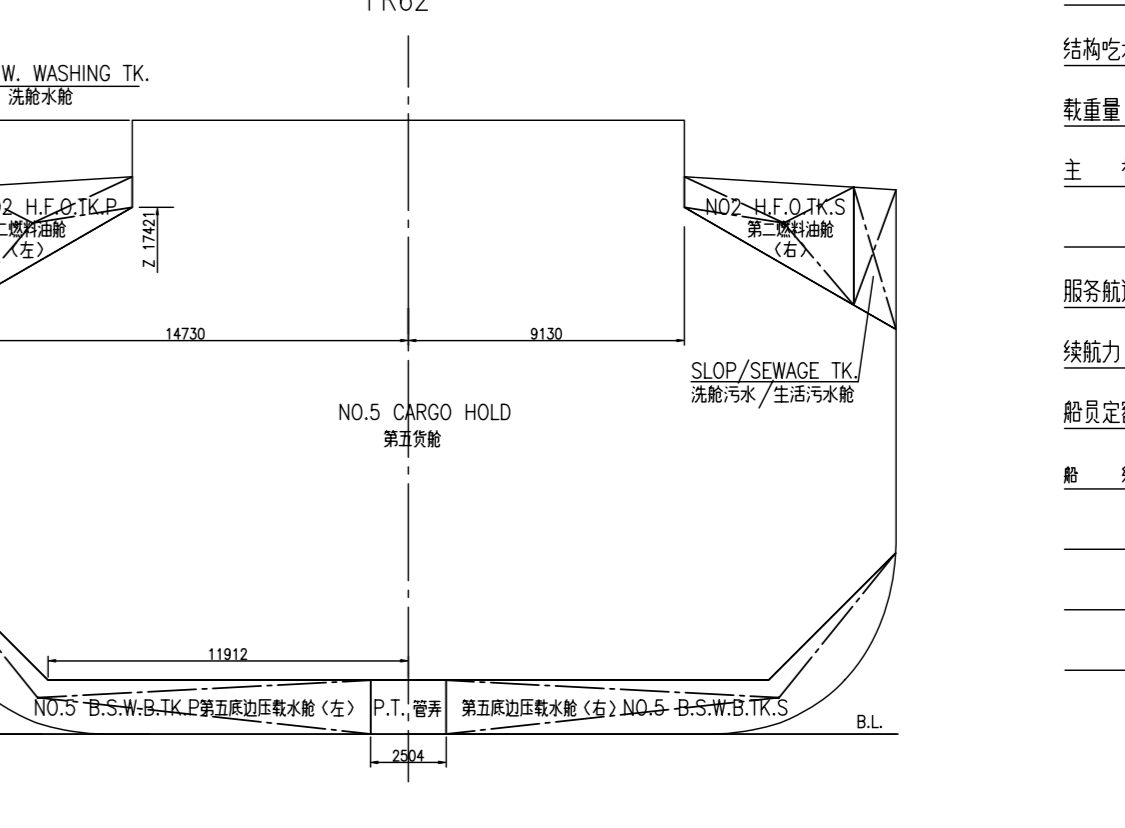 FR62
W. WASHING TK.
洗舱水舱
2 H.F.O.TK.P
二燃料油舱
(左)
Z 17421
NO2 H.F.O.TK.S
第二燃料油舱
(右)
14730
9130
SLOP/SEWAGE TK.
洗舱污水/生活污水舱
NO.5 CARGO HOLD
第五货舱
11912
NO.5 B.S.W.B.TK.P第五底边压载水舱(左)
P.T. 管弄
第五底边压载水舱(右) NO.5 B.S.W.B.TK.S
B.L.
2504
结构吃水
载重量
主
服务航
续航力
船员定
船